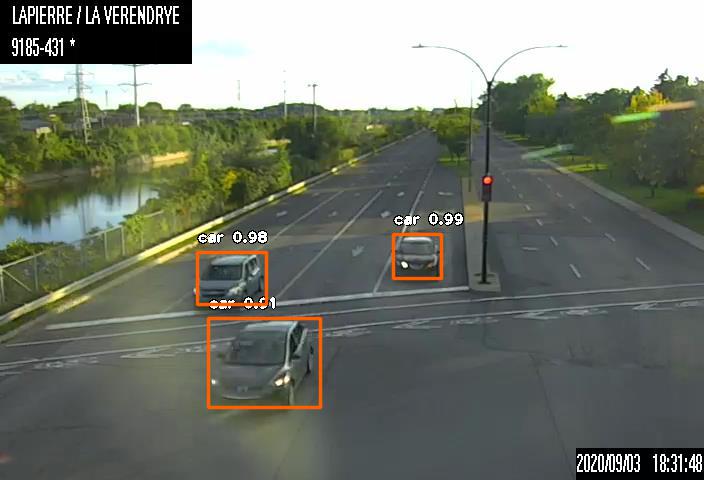 LAPIERRE / LA VERENDRYE
9185-431 *
car 0.99
car 0.98
car 0.91
2020/09/03 18:31:48